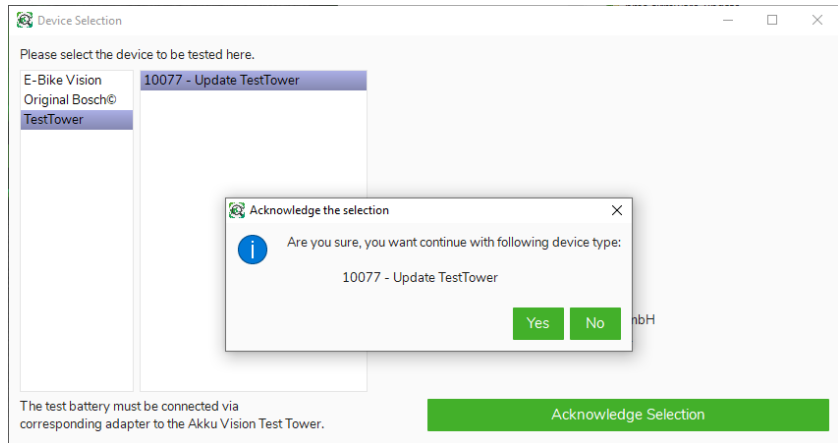 Device Selection
Please select the device to be tested here.
E-Bike Vision
Original Bosch©
TestTower
10077 - Update TestTower
Acknowledge the selection
Are you sure, you want continue with following device type:
10077 - Update TestTower
Yes
No
mbH
The test battery must be connected via
corresponding adapter to the Akku Vision Test Tower.
Acknowledge Selection